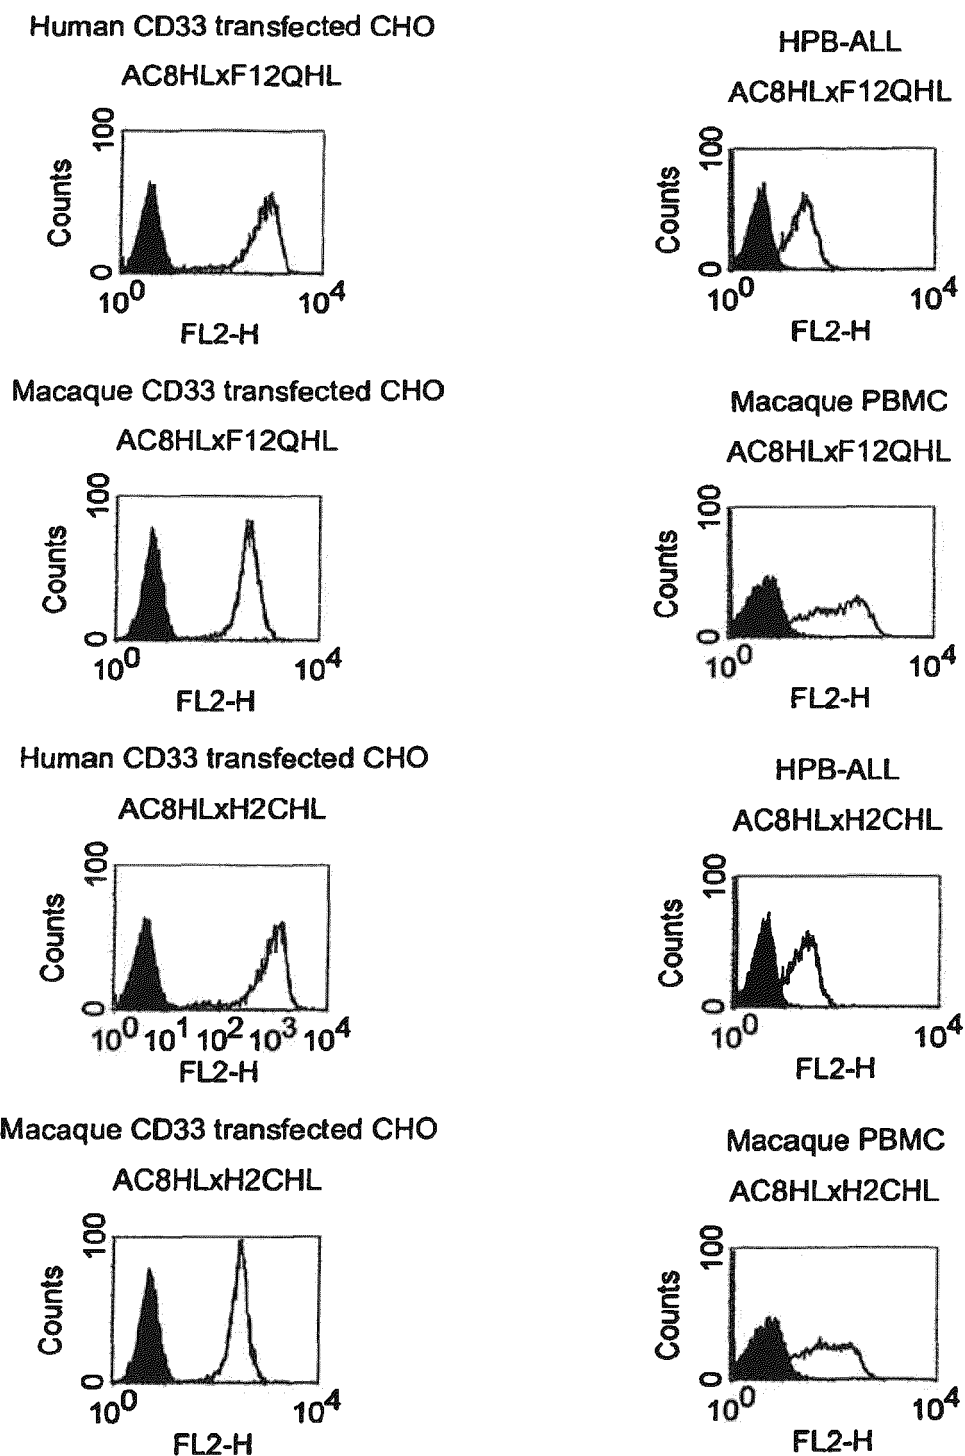 Human CD33 transfected CHO
AC8HLxF12QHL
100
Counts
0
10^0 10^4
FL2-H
HPB-ALL
AC8HLxF12QHL
100
Counts
0
10^0 10^4
FL2-H
Macaque CD33 transfected CHO
AC8HLxF12QHL
100
Counts
0
10^0 10^4
FL2-H
Macaque PBMC
AC8HLxF12QHL
100
Counts
0
10^0 10^4
FL2-H
Human CD33 transfected CHO
AC8HLxH2CHL
100
Counts
0
10^0 10^1 10^2 10^3 10^4
FL2-H
HPB-ALL
AC8HLxH2CHL
100
Counts
0
10^0 10^4
FL2-H
Macaque CD33 transfected CHO
AC8HLxH2CHL
100
Counts
0
10^0 10^4
FL2-H
Macaque PBMC
AC8HLxH2CHL
100
Counts
0
10^0 10^4
FL2-H